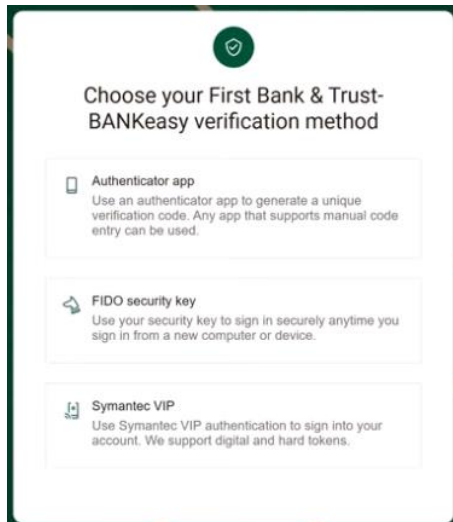 Choose your First Bank & Trust-
BANKeasy verification method
Authenticator app
Use an authenticator app to generate a unique
verification code. Any app that supports manual code
entry can be used.
FIDO security key
Use your security key to sign in securely anytime you
sign in from a new computer or device.
Symantec VIP
Use Symantec VIP authentication to sign into your
account. We support digital and hard tokens.